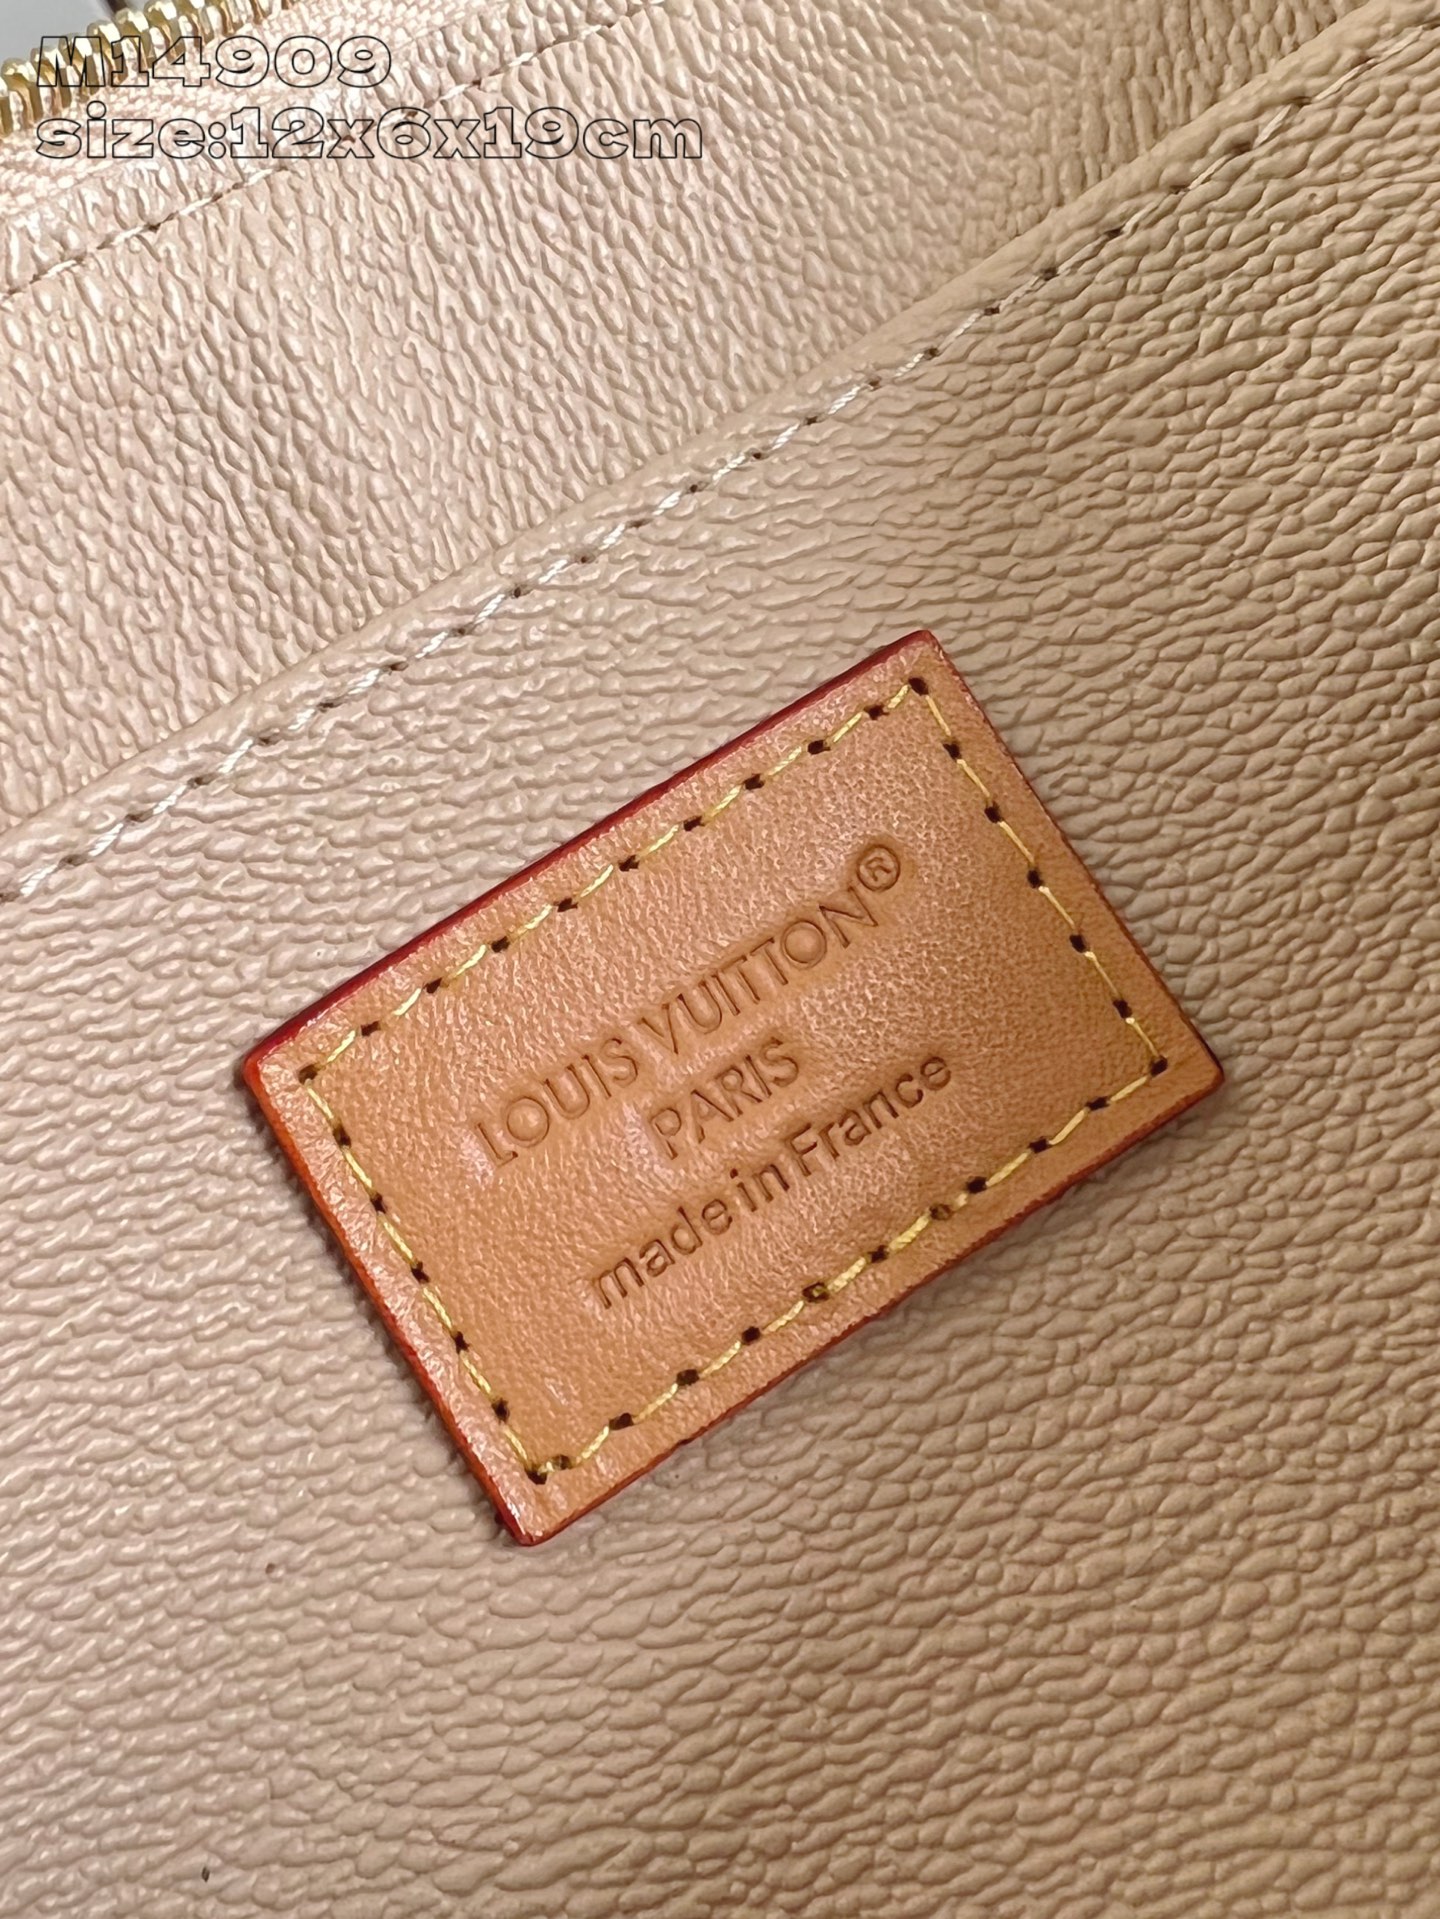 M14909
size:12x6x19cm
LOUIS VUITTON®
PARIS
made in France